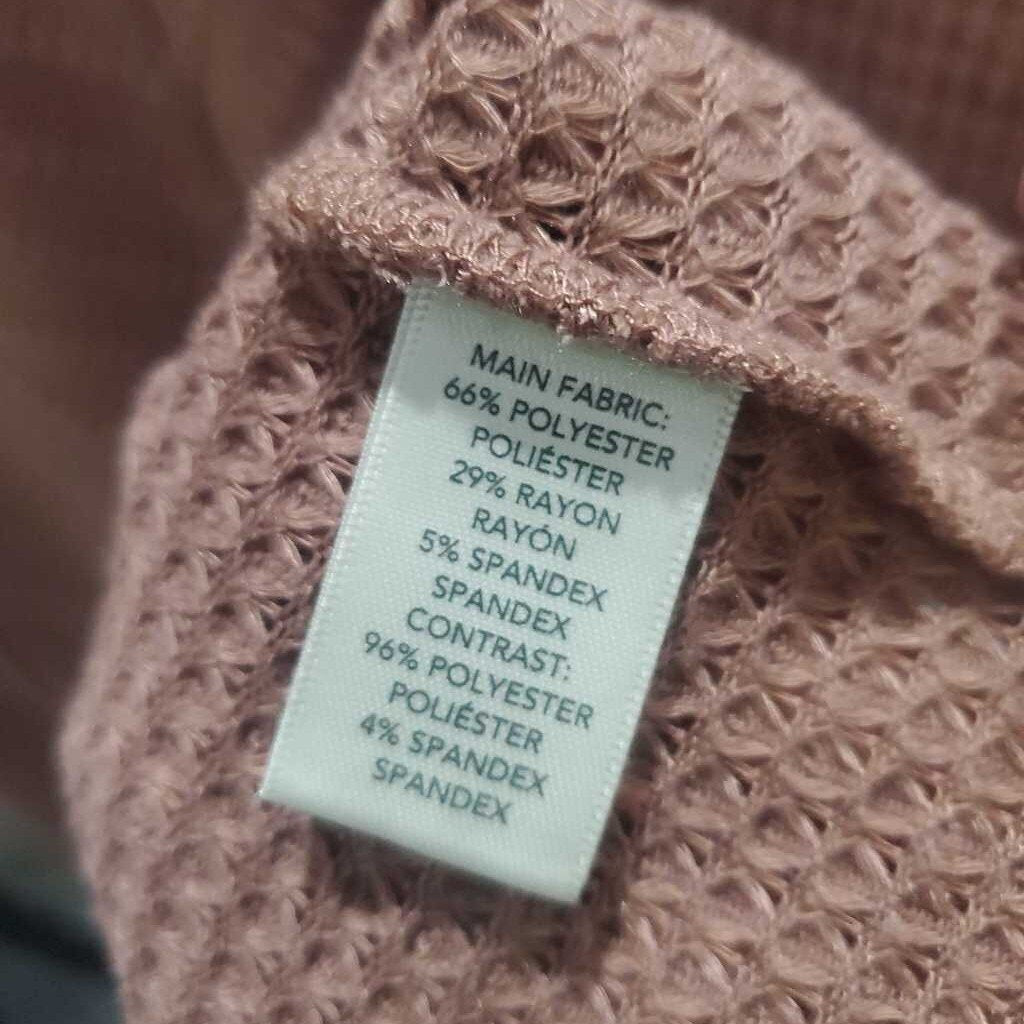 MAIN FABRIC:
66% POLYESTER
POLIÉSTER
29% RAYON
RAYÓN
5% SPANDEX
SPANDEX
CONTRAST:
96% POLYESTER
POLIÉSTER
4% SPANDEX
SPANDEX